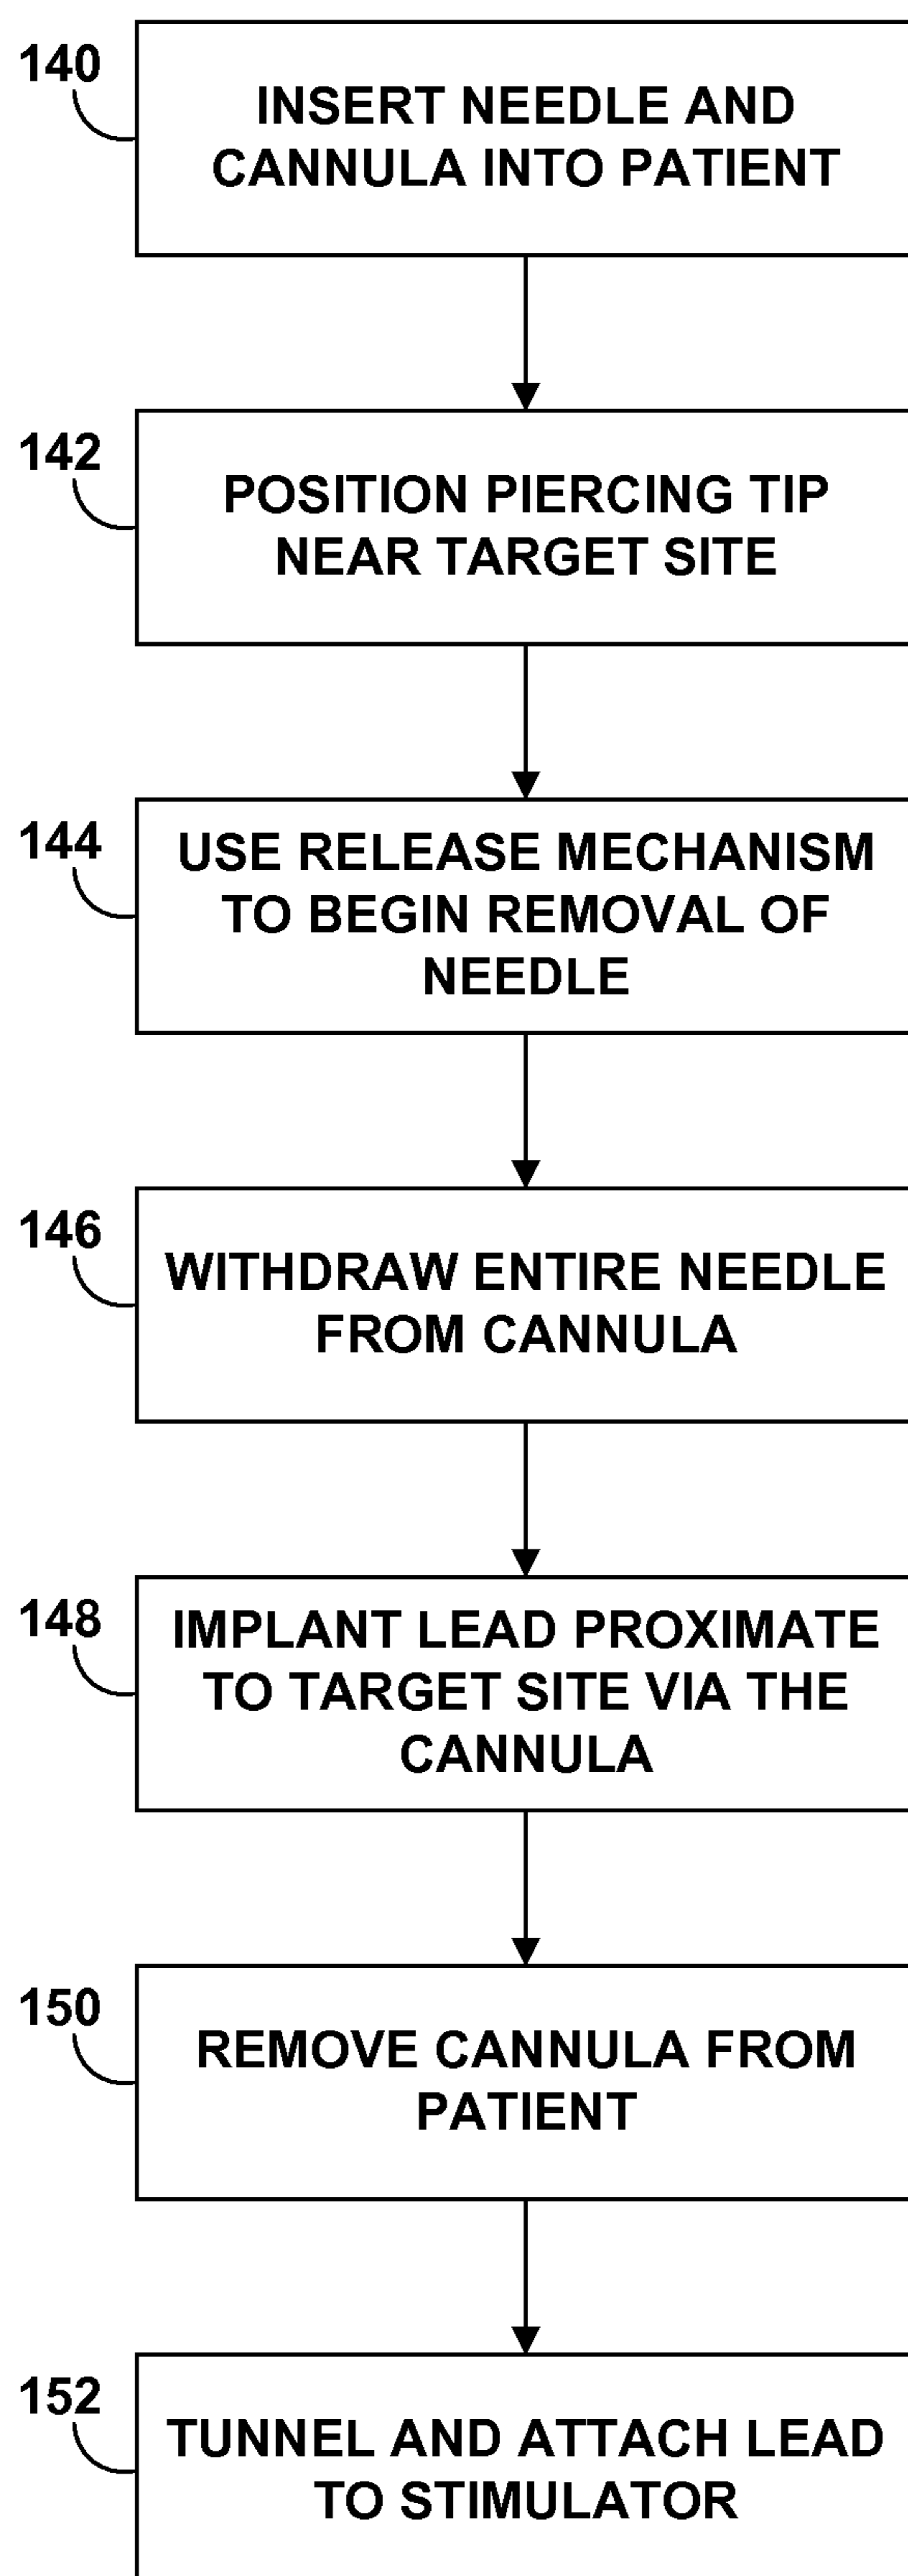 140
INSERT NEEDLE AND
CANNULA INTO PATIENT
142
POSITION PIERCING TIP
NEAR TARGET SITE
144
USE RELEASE MECHANISM
TO BEGIN REMOVAL OF
NEEDLE
146
WITHDRAW ENTIRE NEEDLE
FROM CANNULA
148
IMPLANT LEAD PROXIMATE
TO TARGET SITE VIA THE
CANNULA
150
REMOVE CANNULA FROM
PATIENT
152
TUNNEL AND ATTACH LEAD
TO STIMULATOR